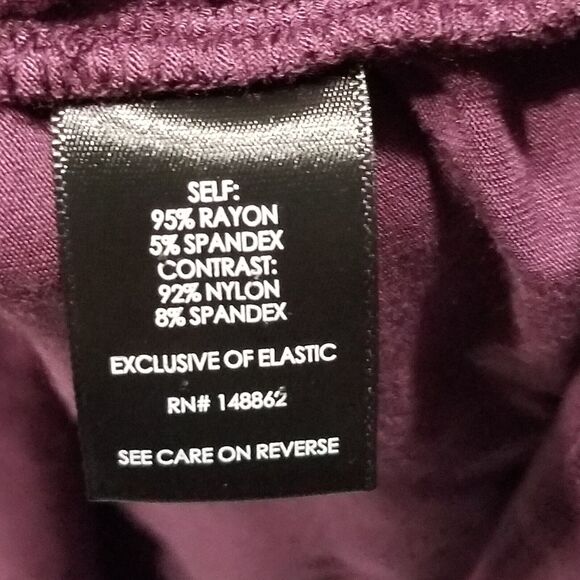 SELF:
95% RAYON
5% SPANDEX
CONTRAST:
92% NYLON
8% SPANDEX
EXCLUSIVE OF ELASTIC
RN# 148862
SEE CARE ON REVERSE